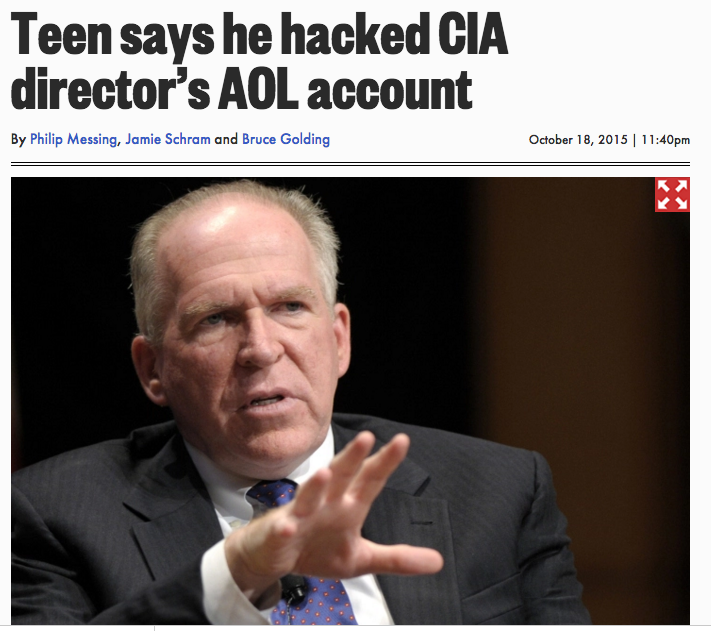 Teen says he hacked CIA
director’s AOL account
By Philip Messing, Jamie Schram and Bruce Golding
October 18, 2015 | 11:40pm